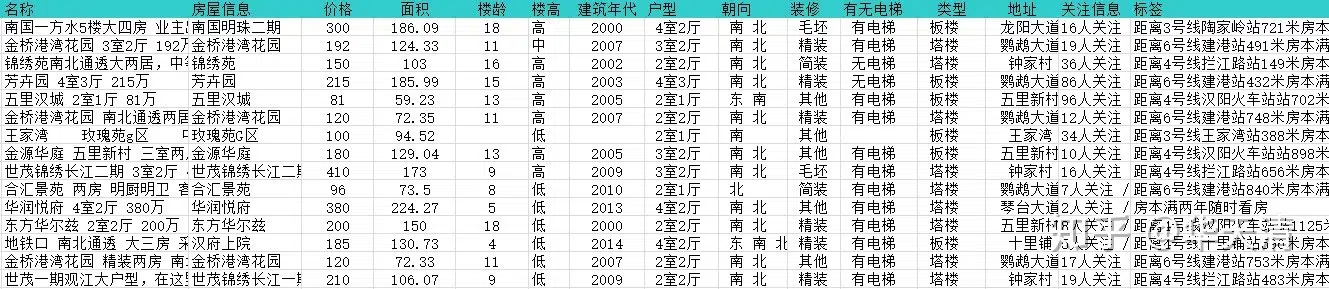 名称 房屋信息 价格 面积 楼龄 楼高 建筑年代 户型 朝向 装修 有无电梯 类型 地址 关注信息 标签
南国一方水5楼大四房 业主 南国明珠二期 300 186.09 18 高 2000 4室2厅 南 北 毛坯 有电梯 板楼 龙阳大道 16人关注 距离3号线陶家岭站721米房本
金桥港湾花园 3室2厅 192万 金桥港湾花园 192 124.33 11 中 2007 3室2厅 南 北 精装 有电梯 塔楼 鹦鹉大道 19人关注 距离6号线建港站491米房本满
锦绣苑南北通透大两居，中 锦绣苑 150 103 16 高 2002 2室2厅 南 北 简装 无电梯 塔楼 钟家村 36人关注 距离4号线拦江路站149米房本
芳卉园 4室3厅 215万 芳卉园 215 185.99 15 高 2003 4室3厅 南 北 精装 无电梯 板楼 鹦鹉大道 86人关注 距离6号线建港站432米房本满
五里汉城 2室1厅 81万 五里汉城 81 59.23 13 高 2005 2室1厅 东 南 其他 有电梯 板楼 五里新村 96人关注 距离4号线汉阳火车站站702米
金桥港湾花园 南北通透两居 金桥港湾花园 120 72.35 11 高 2007 2室2厅 南 北 精装 有电梯 板楼 鹦鹉大道 12人关注 距离6号线建港站748米房本满
王家湾 玫瑰苑g区 中 玫瑰苑G区 100 94.52 低 2室1厅 南 其他 板楼 王家湾 34人关注 距离3号线王家湾站388米房本
金源华庭 五里新村 三室两 金源华庭 180 129.04 13 高 2005 3室2厅 南 北 其他 有电梯 塔楼 五里新村 10人关注 距离4号线汉阳火车站站898米
世茂锦绣长江二期 3室2厅 世茂锦绣长江二期 410 173 9 高 2009 3室2厅 南 北 毛坯 有电梯 塔楼 钟家村 16人关注 距离4号线拦江路站656米房本
合汇景苑 两房 明厨明卫 合汇景苑 96 73.5 8 低 2010 2室1厅 北 简装 有电梯 塔楼 鹦鹉大道 7人关注 / 距离6号线建港站840米房本满
华润悦府 4室2厅 380万 华润悦府 380 224.27 5 低 2013 4室2厅 南 北 其他 有电梯 塔楼 琴台大道 2人关注 / 房本满两年随时看房
东方华尔兹 2室2厅 200万 东方华尔兹 200 150 18 低 2000 2室2厅 南 北 精装 有电梯 塔楼 五里新村 距离4号线汉阳火车站站1125米
地铁口 南北通透 大三房 汉府上院 185 130.73 4 低 2014 4室2厅 东 南 北 精装 有电梯 塔楼 十里铺 距离4号线十里铺站
金桥港湾花园 精装两房 南 金桥港湾花园 120 72.33 11 低 2007 2室2厅 南 北 精装 有电梯 塔楼 鹦鹉大道 17人关注 距离6号线建港站753米房本满
世茂一期观江大户型，在这 世茂锦绣长江一期 210 106.07 9 低 2009 2室2厅 南 北 精装 有电梯 塔楼 钟家村 19人关注 距离4号线拦江路站483米房本